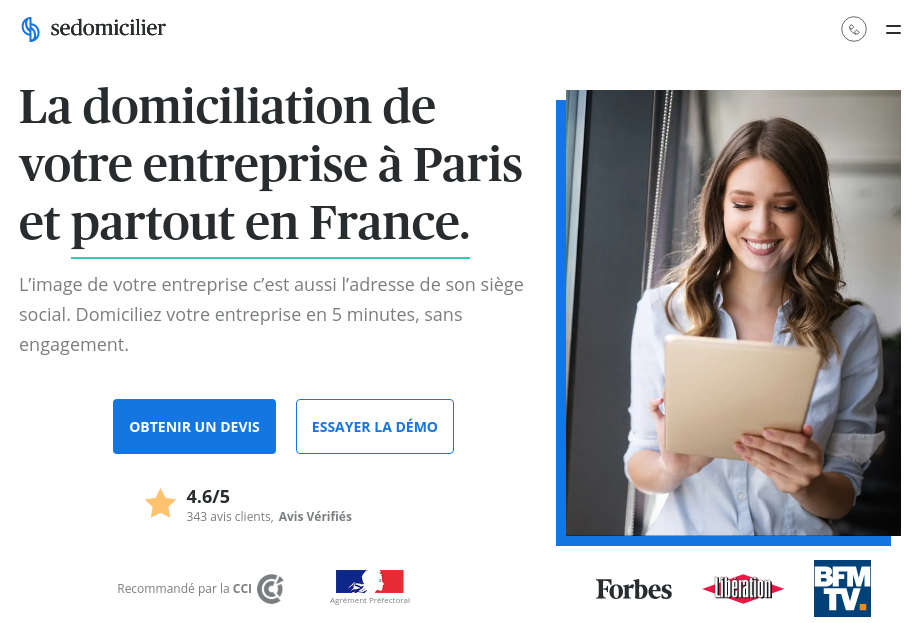 sedomicilier
La domiciliation de
votre entreprise à Paris
et partout en France.
L’image de votre entreprise c’est aussi l’adresse de son siège
social. Domiciliez votre entreprise en 5 minutes, sans
engagement.
OBTENIR UN DEVIS
ESSAYER LA DÉMO
4.6/5
343 avis clients, Avis Vérifiés
Recommandé par la CCI
Agrément Préfectoral
Forbes
Libération
BFM
TV.